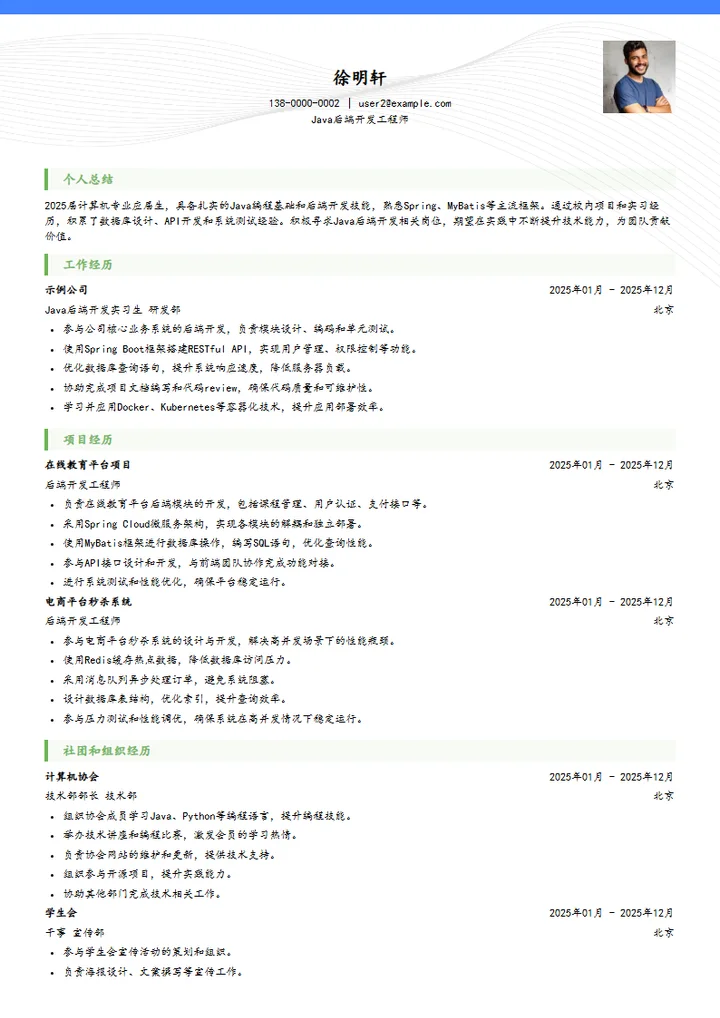 徐明轩
138-0000-0002 | user2@example.com
Java后端开发工程师
个人总结
2025届计算机专业应届生，具备扎实的Java编程基础和后端开发技能，熟悉Spring、MyBatis等主流框架。通过校内项目和实习经
历，积累了数据库设计、API开发和系统测试经验。积极寻求Java后端开发相关岗位，期望在实践中不断提升技术能力，为团队贡献
价值。
工作经历
示例公司 2025年01月 - 2025年12月
Java后端开发实习生 研发部 北京
• 参与公司核心业务系统的后端开发，负责模块设计、编码和单元测试。
• 使用Spring Boot框架搭建RESTful API，实现用户管理、权限控制等功能。
• 优化数据库查询语句，提升系统响应速度，降低服务器负载。
• 协助完成项目文档编写和代码review，确保代码质量和可维护性。
• 学习并应用Docker、Kubernetes等容器化技术，提升应用部署效率。
项目经历
在线教育平台项目 2025年01月 - 2025年12月
后端开发工程师 北京
• 负责在线教育平台后端模块的开发，包括课程管理、用户认证、支付接口等。
• 采用Spring Cloud微服务架构，实现各模块的解耦和独立部署。
• 使用MyBatis框架进行数据库操作，编写SQL语句，优化查询性能。
• 参与API接口设计和开发，与前端团队协作完成功能对接。
• 进行系统测试和性能优化，确保平台稳定运行。
电商平台秒杀系统 2025年01月 - 2025年12月
后端开发工程师 北京
• 参与电商平台秒杀系统的设计与开发，解决高并发场景下的性能瓶颈。
• 使用Redis缓存热点数据，降低数据库访问压力。
• 采用消息队列异步处理订单，避免系统阻塞。
• 设计数据库表结构，优化索引，提升查询效率。
• 参与压力测试和性能调优，确保系统在高并发情况下稳定运行。
社团和组织经历
计算机协会 2025年01月 - 2025年12月
技术部部长 技术部 北京
• 组织协会成员学习Java、Python等编程语言，提升编程技能。
• 举办技术讲座和编程比赛，激发会员的学习热情。
• 负责协会网站的维护和更新，提供技术支持。
• 组织参与开源项目，提升实践能力。
• 协助其他部门完成技术相关工作。
学生会 2025年01月 - 2025年12月
干事 宣传部 北京
• 参与学生会宣传活动的策划和组织。
• 负责海报设计、文案撰写等宣传工作。